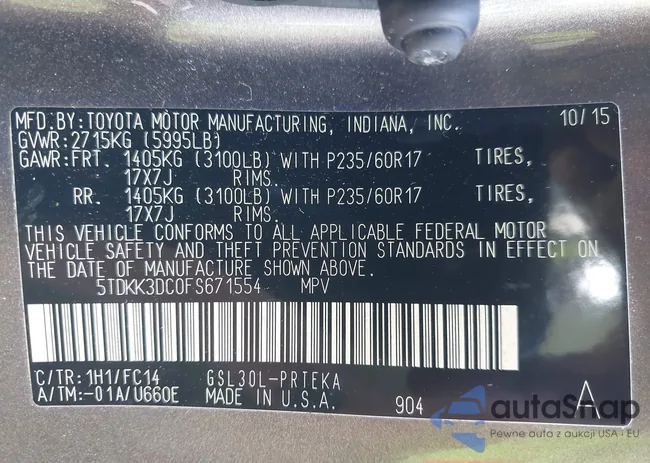 MFD.BY:TOYOTA MOTOR MANUFACTURING, INDIANA, INC. 10/15
GVWR:2715KG (5995LB)
GAWR:FRT. 1405KG (3100LB) WITH P235/60R17 TIRES,
17X7J RIMS.
RR. 1405KG (3100LB) WITH P235/60R17 TIRES,
17X7J RIMS.
THIS VEHICLE CONFORMS TO ALL APPLICABLE FEDERAL MOTOR
VEHICLE SAFETY AND THEFT PREVENTION STANDARDS IN EFFECT ON
THE DATE OF MANUFACTURE SHOWN ABOVE.
5TDKK3DC0FS671554 MPV
C/TR:1H1/FC14 GSL30L-PRTEKA
A/TM:-01A/U660E MADE IN U.S.A. 904 A
autoSnap
Pewne auta z aukcji USA i EU